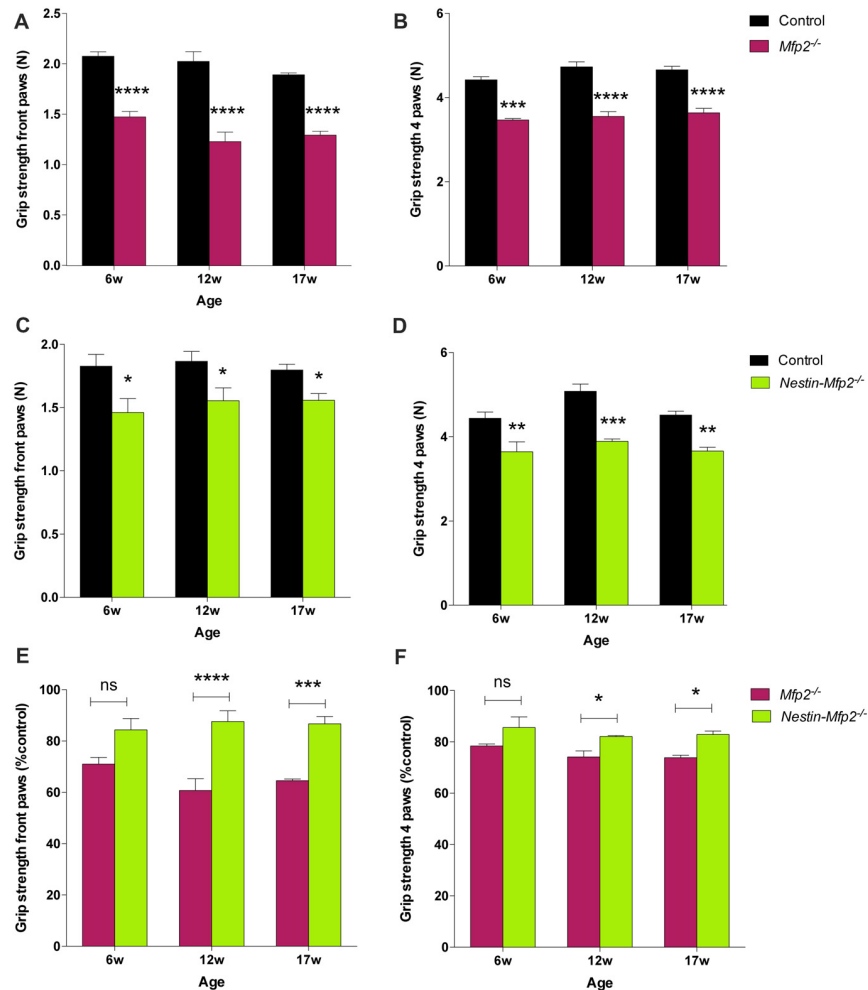 A
Grip strength front paws (N)
2.5
2.0
1.5
1.0
0.5
0.0
****
****
****
6w
12w
17w
Age
B
Grip strength 4 paws (N)
6
4
2
0
***
****
****
6w
12w
17w
Age
Control
Mfp2-/-
C
Grip strength front paws (N)
2.0
1.5
1.0
0.5
0.0
*
*
*
6w
12w
17w
Age
D
Grip strength 4 paws (N)
6
4
4
0
**
***
**
6w
12w
17w
Age
Control
Nestin-Mfp2-/-
E
Grip strength front paws (%control)
100
80
60
40
20
0
ns
****
***
6w
12w
17w
Age
F
Grip strength 4 paws (%control)
100
80
60
40
20
0
ns
*
*
6w
12w
17w
Age
Mfp2-/-
Nestin-Mfp2-/-